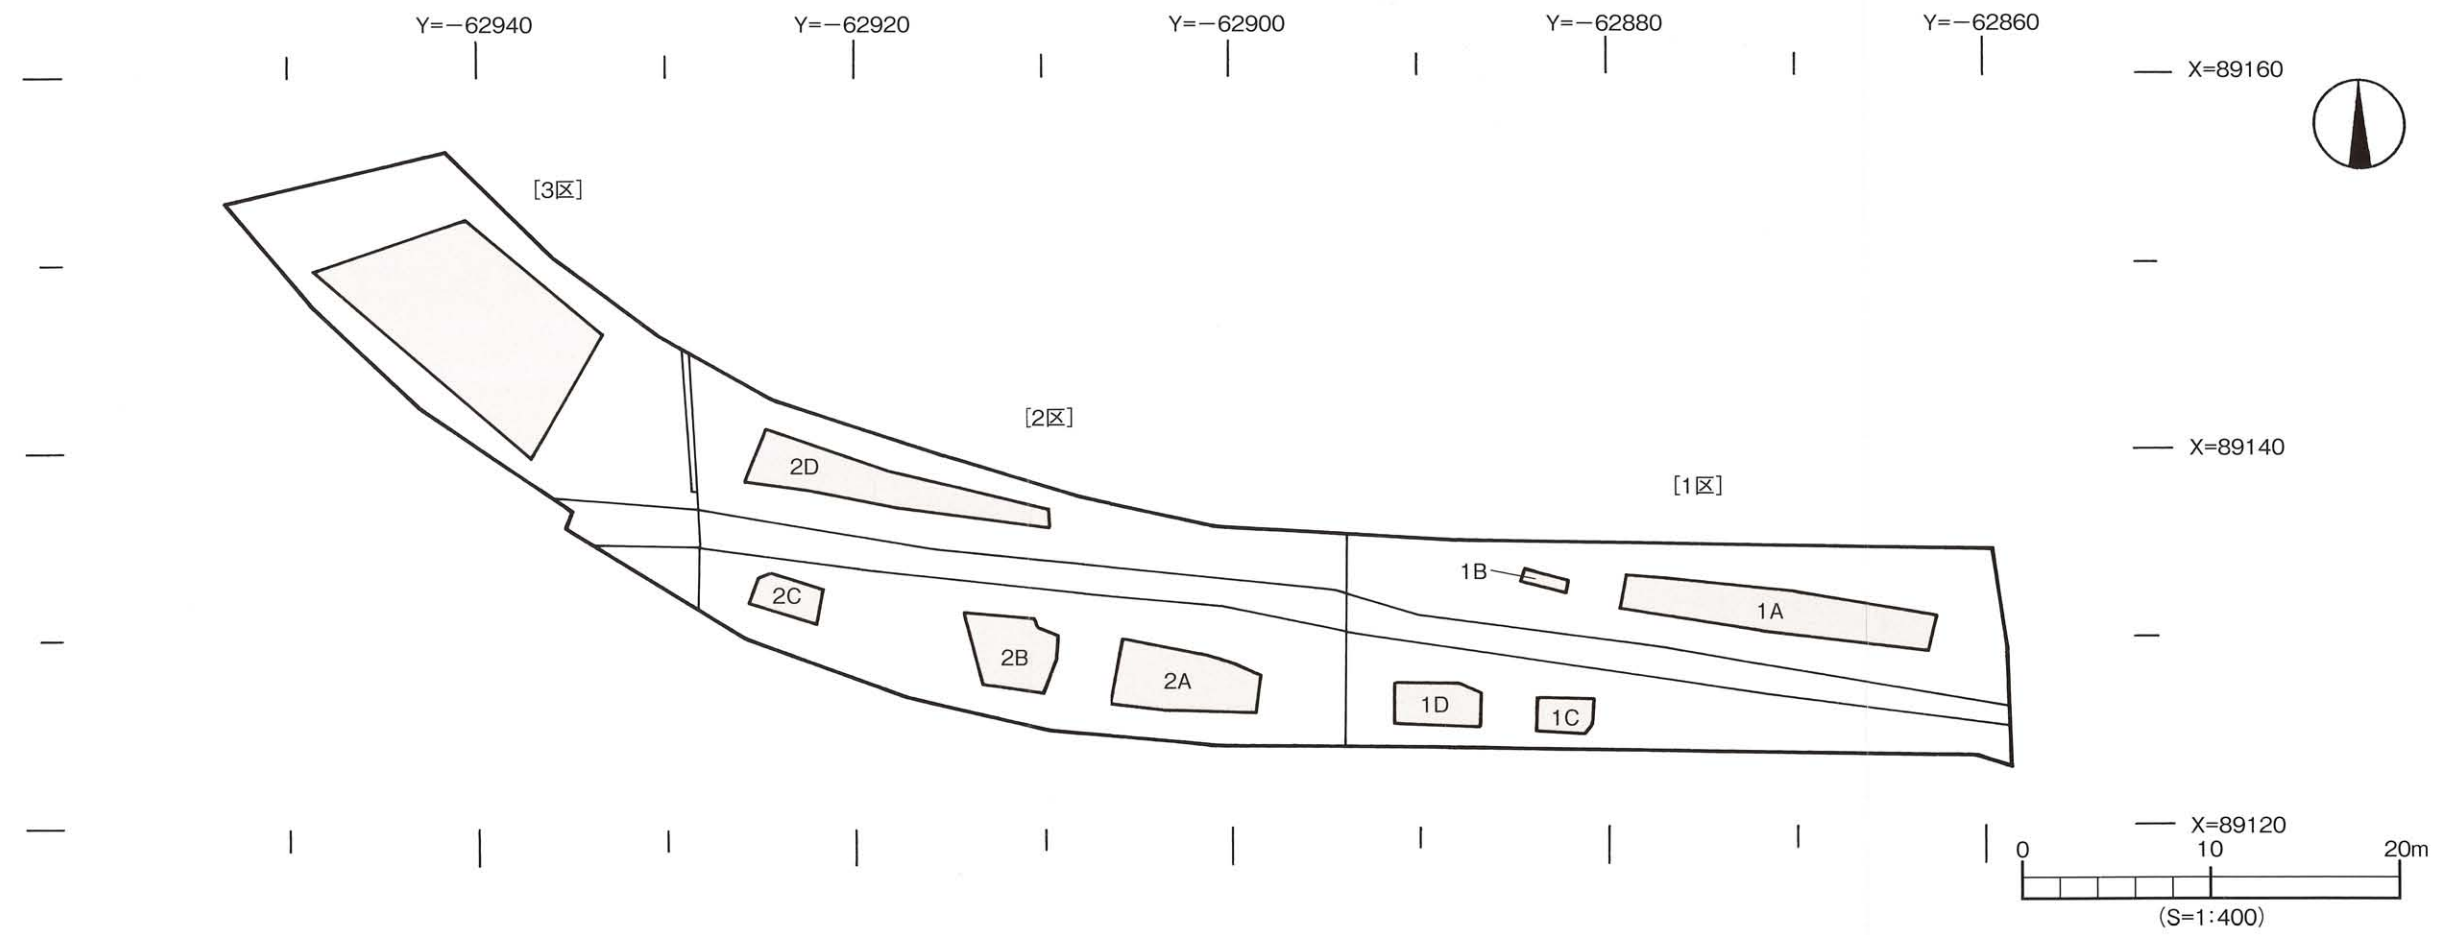 Y=−62940 Y=−62920 Y=−62900 Y=−62880 Y=−62860
X=89160
[3区]
[2区]
X=89140
2D
[1区]
1B
2C
1A
2B
2A
1D
1C
X=89120
0 10 20m
(S=1:400)